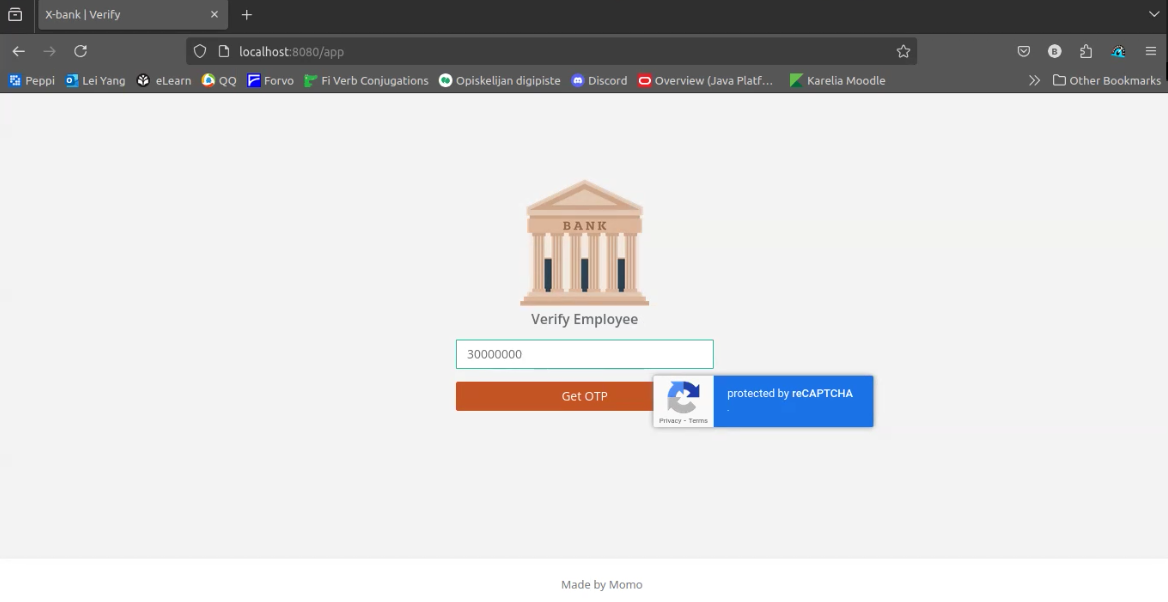 X-bank | Verify
localhost:8080/app
Peppi Lei Yang eLearn QQ Forvo Fi Verb Conjugations Opiskelijan digipiste Discord Overview (Java Platf... Karelia Moodle Other Bookmarks
BANK
Verify Employee
30000000
Get OTP
protected by reCAPTCHA
Privacy - Terms
Made by Momo